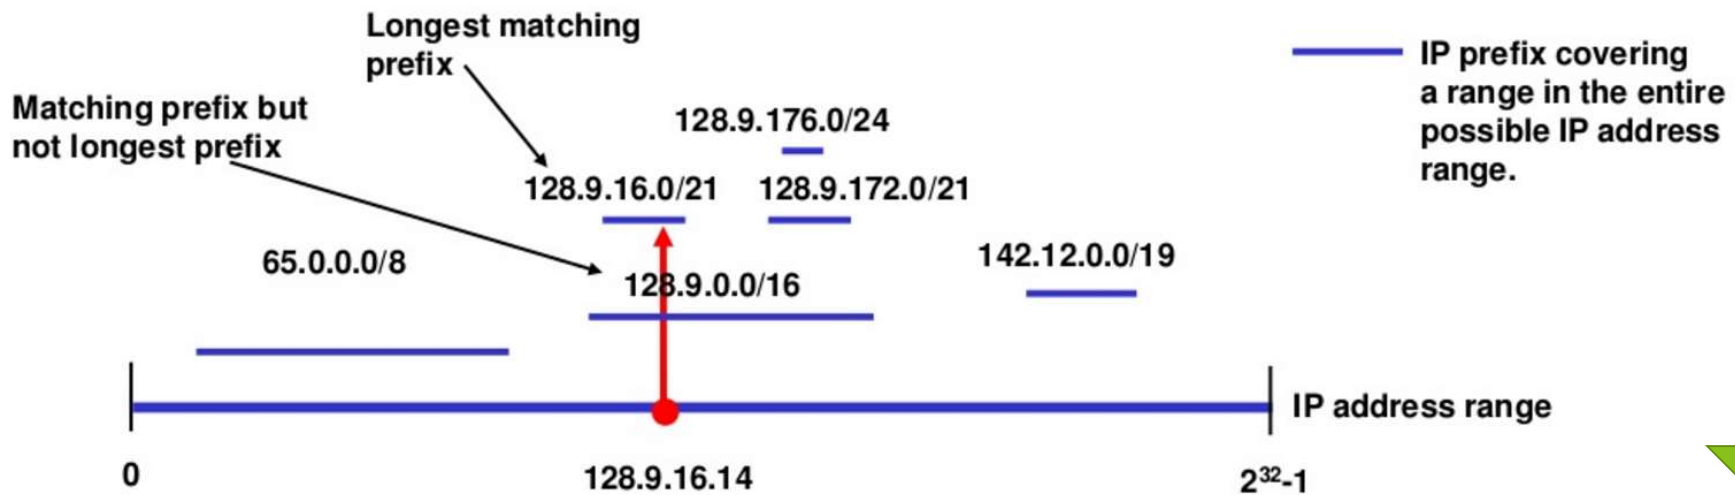 Longest matching
prefix
Matching prefix but
not longest prefix
IP prefix covering
a range in the entire
possible IP address
range.
128.9.176.0/24
128.9.16.0/21
128.9.172.0/21
65.0.0.0/8
128.9.0.0/16
142.12.0.0/19
IP address range
0
128.9.16.14
2³²-1